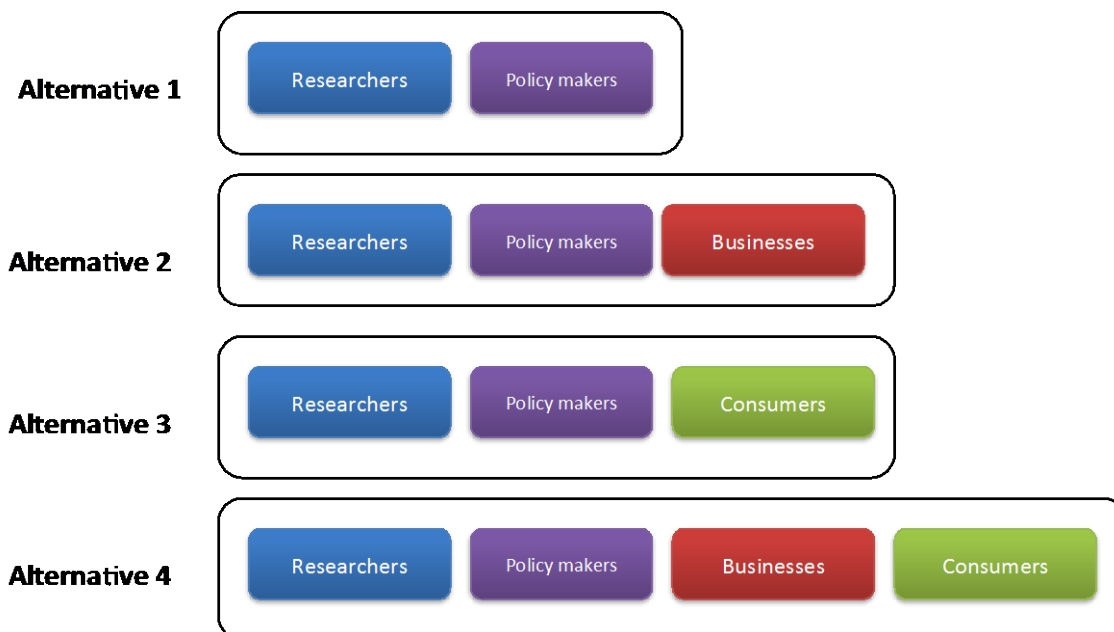 Alternative 1
Researchers
Policy makers
Alternative 2
Researchers
Policy makers
Businesses
Alternative 3
Researchers
Policy makers
Consumers
Alternative 4
Researchers
Policy makers
Businesses
Consumers